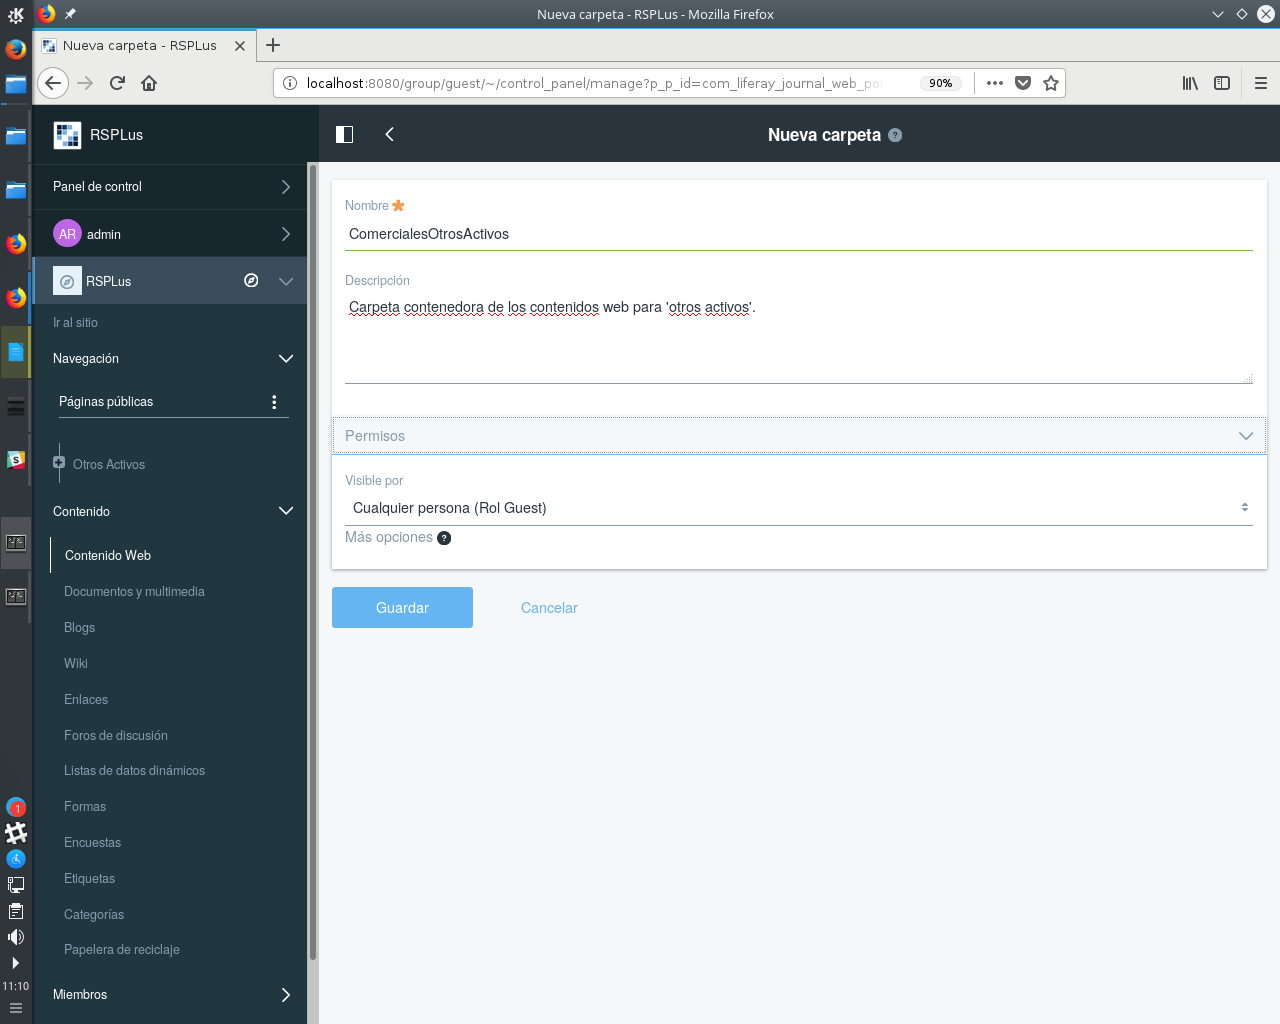 Nueva carpeta - RSPLus - Mozilla Firefox
Nueva carpeta - RSPLus
localhost:8080/group/guest/~/control_panel/manage?p_p_id=com_liferay_journal_web_po
90%
RSPLus
Nueva carpeta ?
Panel de control
AR admin
RSPLus
Ir al sitio
Navegación
Páginas públicas
Otros Activos
Contenido
Contenido Web
Documentos y multimedia
Blogs
Wiki
Enlaces
Foros de discusión
Listas de datos dinámicos
Formas
Encuestas
Etiquetas
Categorías
Papelera de reciclaje
Miembros
Nombre
ComercialesOtrosActivos
Descripción
Carpeta contenedora de los contenidos web para 'otros activos'.
Permisos
Visible por
Cualquier persona (Rol Guest)
Más opciones ?
Guardar
Cancelar
1
11:10